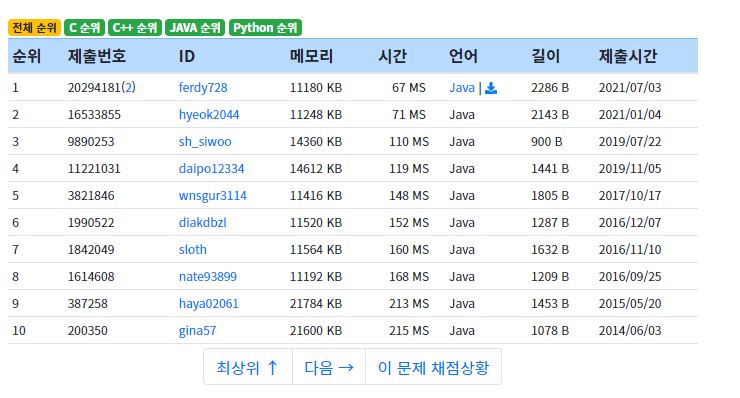 전체 순위 C 순위 C++ 순위 JAVA 순위 Python 순위
순위 제출번호 ID 메모리 시간 언어 길이 제출시간
1 20294181(2) ferdy728 11180 KB 67 MS Java | 2286 B 2021/07/03
2 16533855 hyeok2044 11248 KB 71 MS Java 2143 B 2021/01/04
3 9890253 sh_siwoo 14360 KB 110 MS Java 900 B 2019/07/22
4 11221031 daipo12334 14612 KB 119 MS Java 1441 B 2019/11/05
5 3821846 wnsgur3114 11416 KB 148 MS Java 1805 B 2017/10/17
6 1990522 diakdbzl 11520 KB 152 MS Java 1287 B 2016/12/07
7 1842049 sloth 11564 KB 160 MS Java 1632 B 2016/11/10
8 1614608 nate93899 11192 KB 168 MS Java 1209 B 2016/09/25
9 387258 haya02061 21784 KB 213 MS Java 1453 B 2015/05/20
10 200350 gina57 21600 KB 215 MS Java 1078 B 2014/06/03
최상위 ↑ 다음 → 이 문제 채점상황